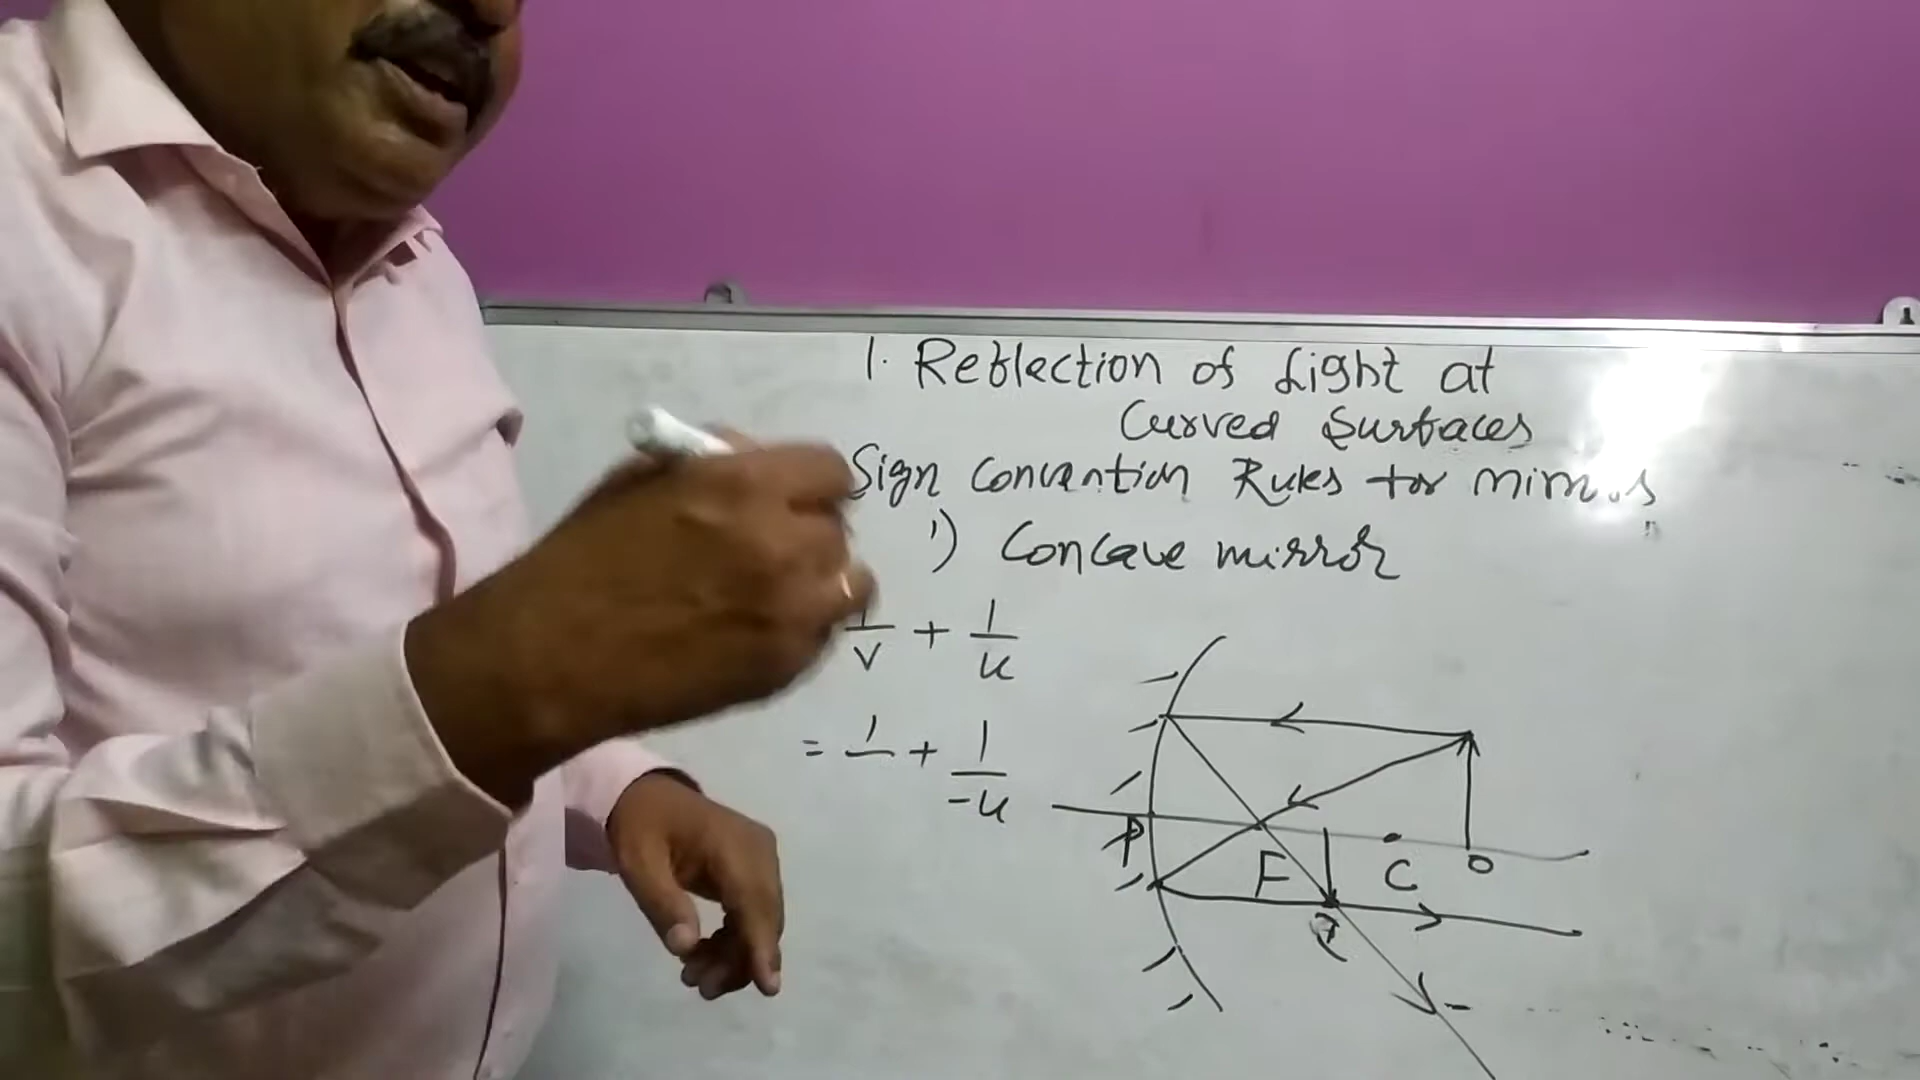 1. Reflection of Light at
Curved Surfaces
Sign Convention Rules for mirrors
1) Concave mirror
1/v + 1/u
= 1/ + 1/-u
P
F
C
O